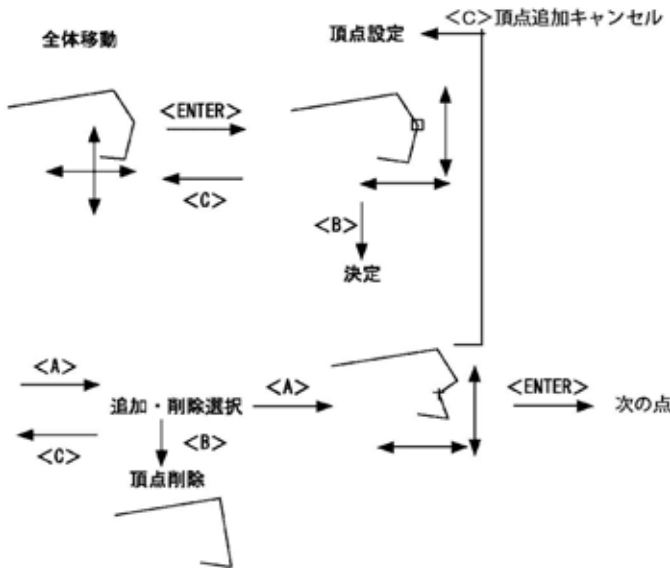 <C>頂点追加キャンセル
全体移動
頂点設定
<ENTER>
<C>
<B>
決定
<A>
<C>
追加・削除選択
<A>
<ENTER>
次の点
<B>
頂点削除